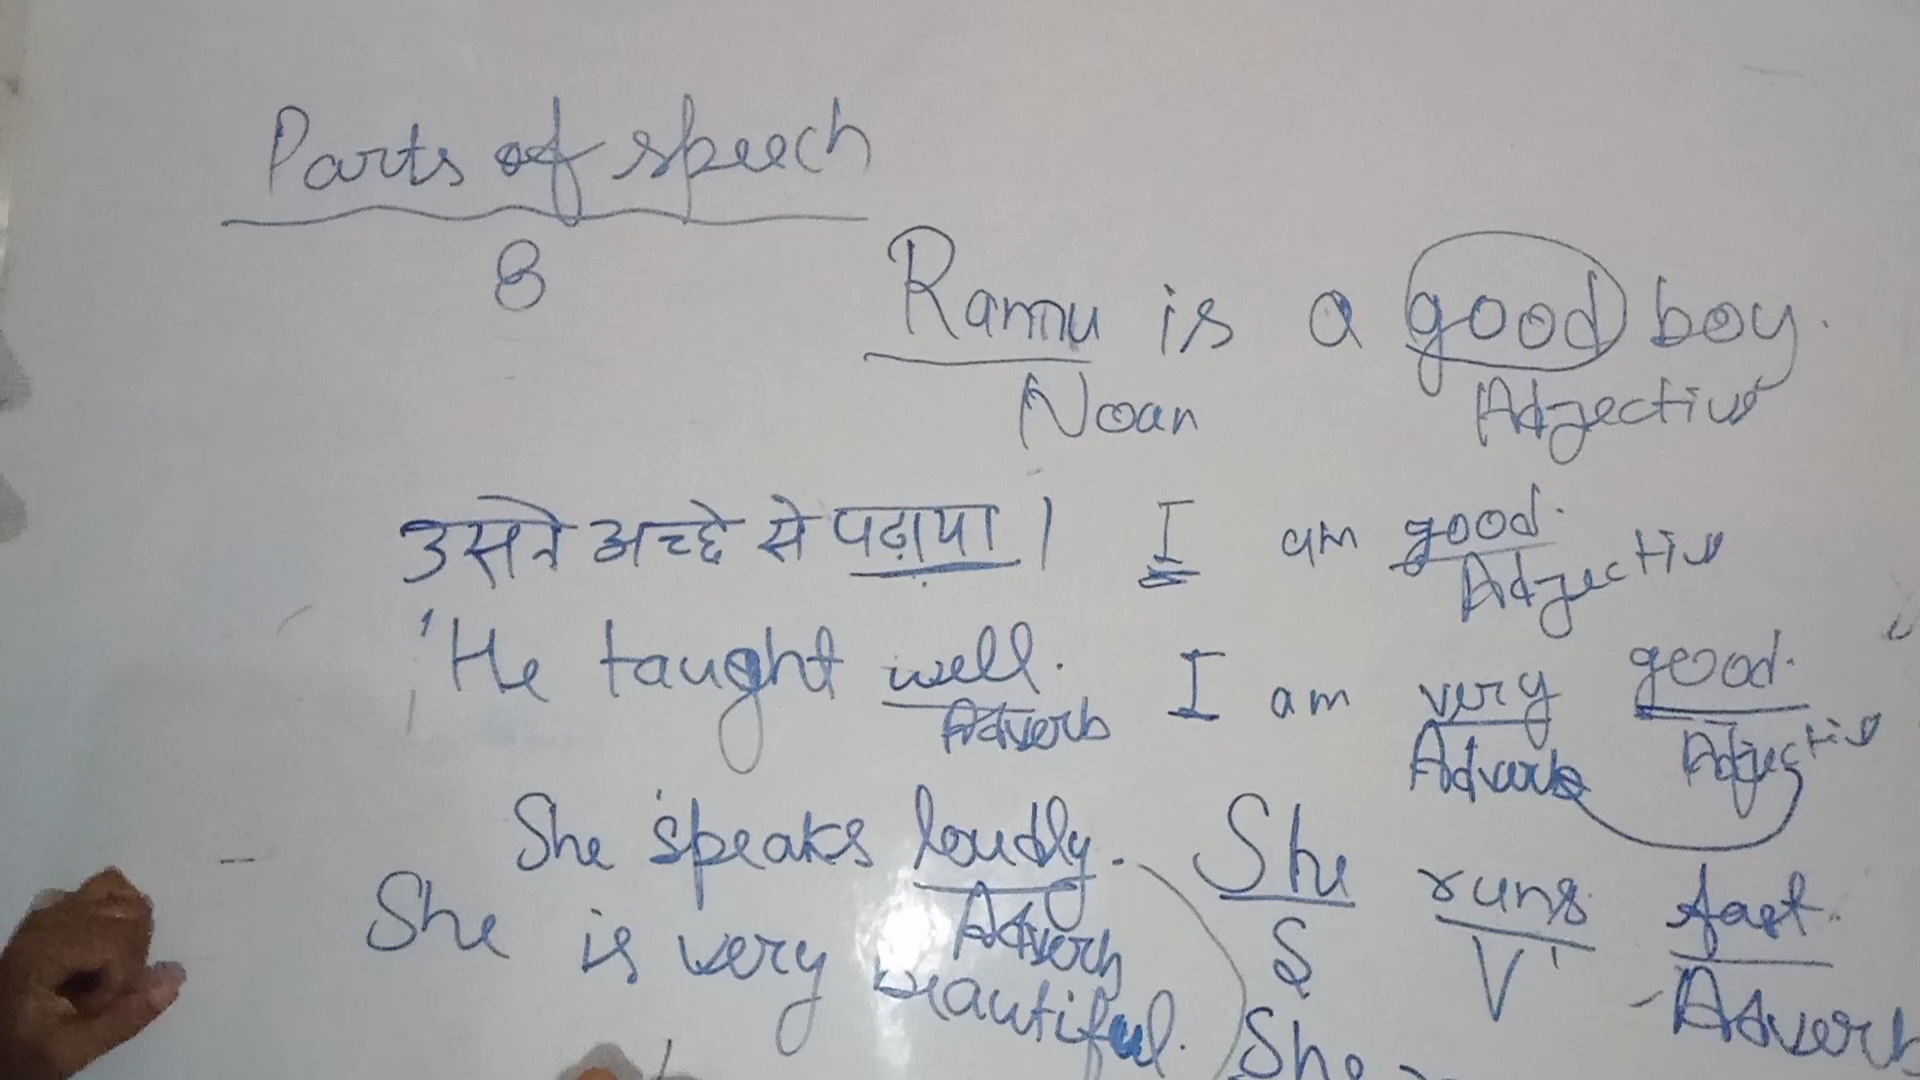 Parts of speech
8
Ramu is a good boy.
Noun Adjective
उसने अच्छे से पढ़ाया । I am good.
Adjective
He taught well. I am very good.
Adverb Adverb Adjective
She speaks loudly. She runs fast.
Adverb S V Adverb
She is very beautiful. She